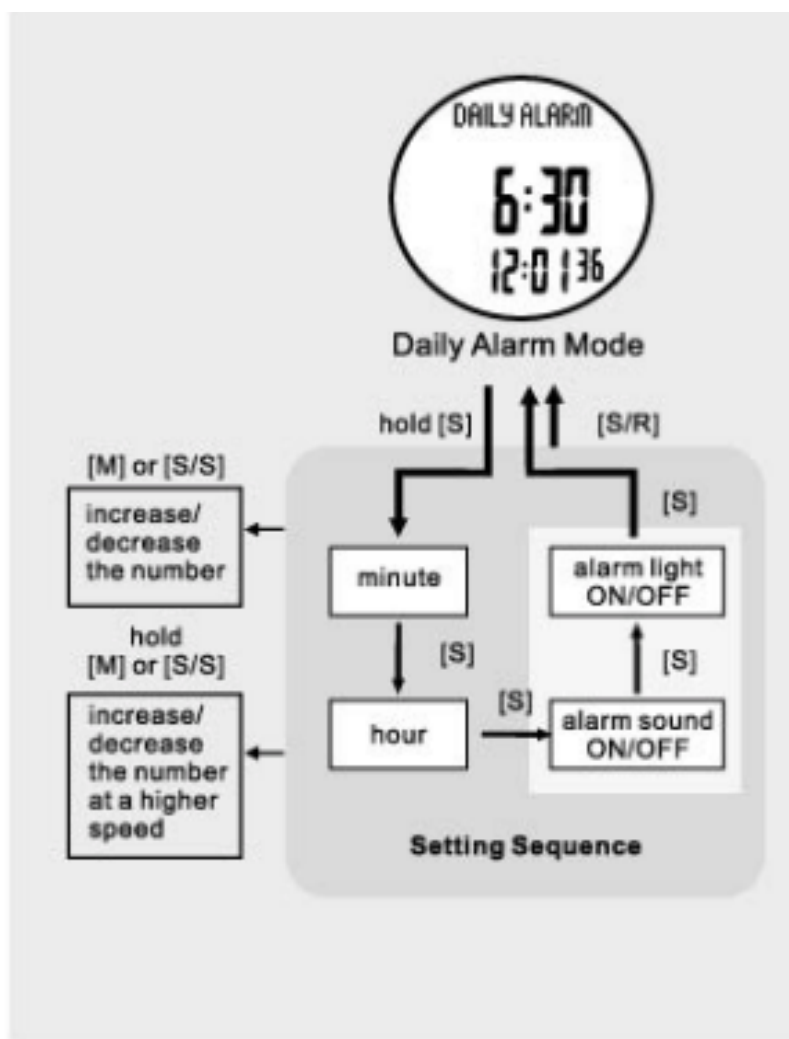 DAILY ALARM
6:30
12:01 36
Daily Alarm Mode
hold [S]
[S/R]
[M] or [S/S]
increase/
decrease
the number
hold
[M] or [S/S]
increase/
decrease
the number
at a higher
speed
minute
[S]
hour
[S]
alarm sound
ON/OFF
[S]
alarm light
ON/OFF
[S]
Setting Sequence